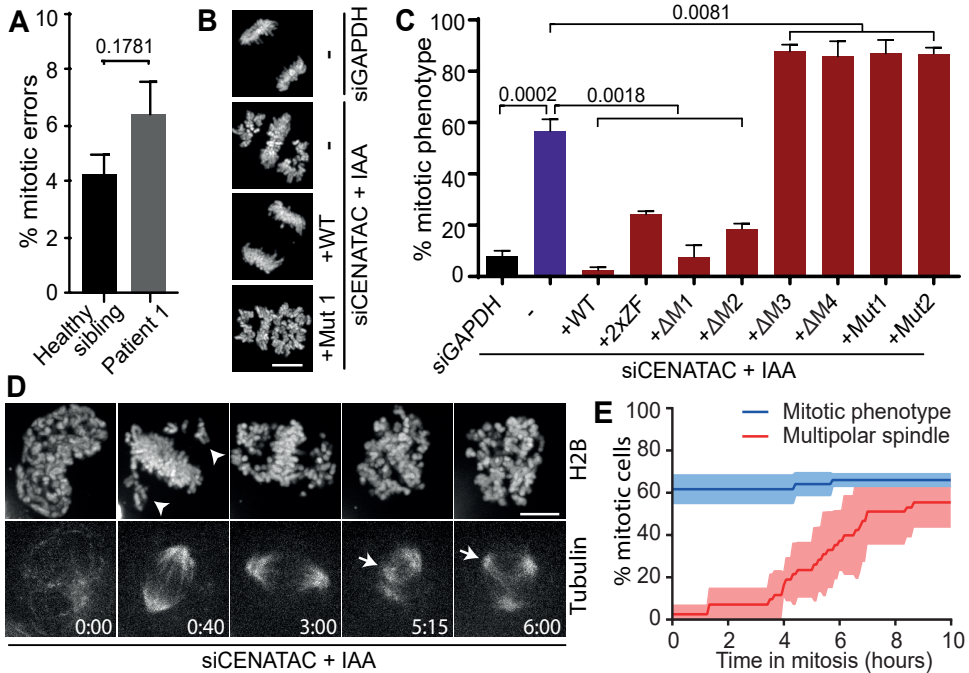 A
% mitotic errors
10
8
6
4
2
0
0.1781
Healthy
sibling
Patient 1
B
-
-
+WT
+Mut 1
siGAPDH
siCENATAC + IAA
C
% mitotic phenotype
100
80
60
40
20
0
0.0081
0.0002
0.0018
siGAPDH
-
+WT
+2xZF
+ΔM1
+ΔM2
+ΔM3
+ΔM4
+Mut1
+Mut2
siCENATAC + IAA
D
H2B
Tubulin
0:00
0:40
3:00
5:15
6:00
siCENATAC + IAA
E
% mitotic cells
100
80
60
40
20
0
Mitotic phenotype
Multipolar spindle
0
2
4
6
8
10
Time in mitosis (hours)